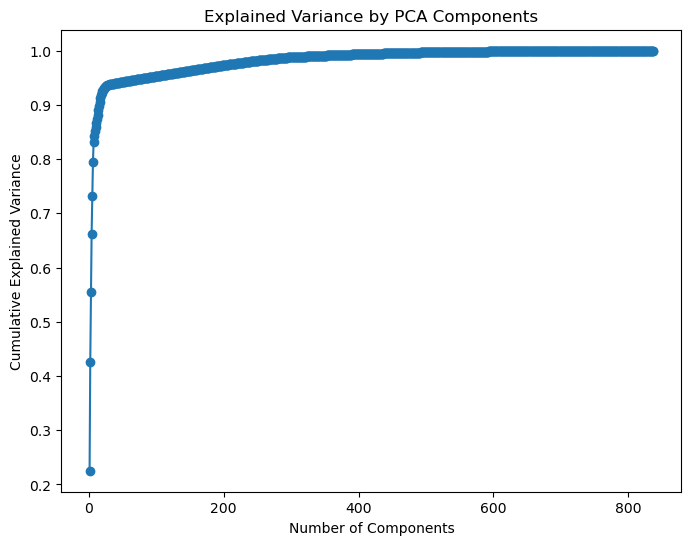 Explained Variance by PCA Components
1.0
0.9
0.8
0.7
0.6
0.5
0.4
0.3
0.2
Cumulative Explained Variance
0 200 400 600 800
Number of Components